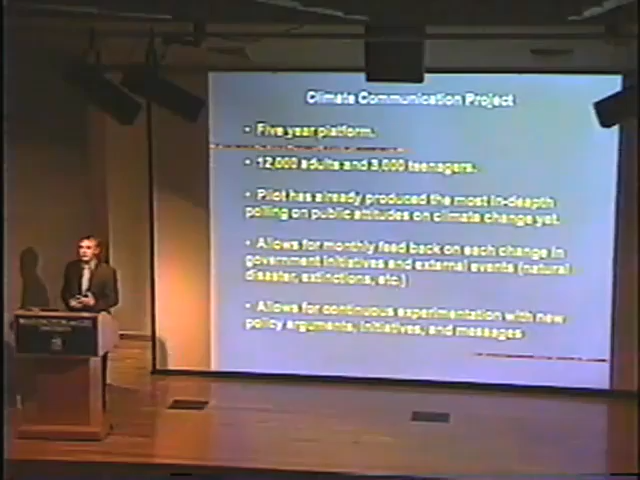 Climate Communication Project
• Five year platform.
• 12,000 adults and 3,000 teenagers.
• Pilot has already produced the most in-deapth
polling on public attitudes on climate change yet.
• Allows for monthly feed back on each change in
government initiatives and external events (natural
disaster, extinctions, etc.)
• Allows for continuous experimentation with new
policy arguments, initiatives, and messages